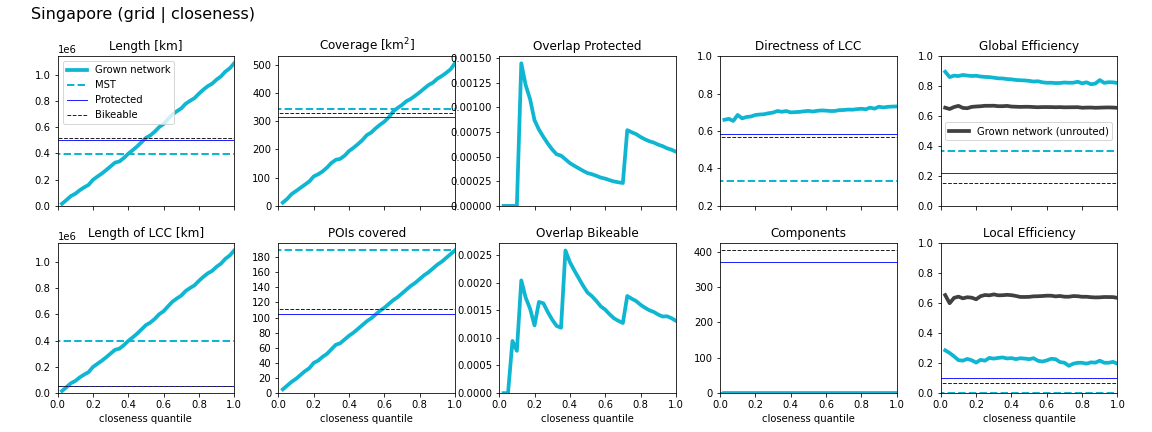 Singapore (grid | closeness)
Length [km]
1e6
1.0
0.8
0.6
0.4
0.2
0.0
Grown network
MST
Protected
Bikeable
Coverage [km²]
500
400
300
200
100
0
Overlap Protected
0.00150
0.00125
0.00100
0.00075
0.00050
0.00025
0.00000
Directness of LCC
1.0
0.8
0.6
0.4
0.2
Global Efficiency
1.0
0.8
0.6
0.4
0.2
0.0
Grown network (unrouted)
Length of LCC [km]
1e6
1.0
0.8
0.6
0.4
0.2
0.0
0.0 0.2 0.4 0.6 0.8 1.0
closeness quantile
POIs covered
180
160
140
120
100
80
60
40
20
0
0.0 0.2 0.4 0.6 0.8 1.0
closeness quantile
Overlap Bikeable
0.0025
0.0020
0.0015
0.0010
0.0005
0.0000
0.0 0.2 0.4 0.6 0.8 1.0
closeness quantile
Components
400
300
200
100
0
0.0 0.2 0.4 0.6 0.8 1.0
closeness quantile
Local Efficiency
1.0
0.8
0.6
0.4
0.2
0.0
0.0 0.2 0.4 0.6 0.8 1.0
closeness quantile